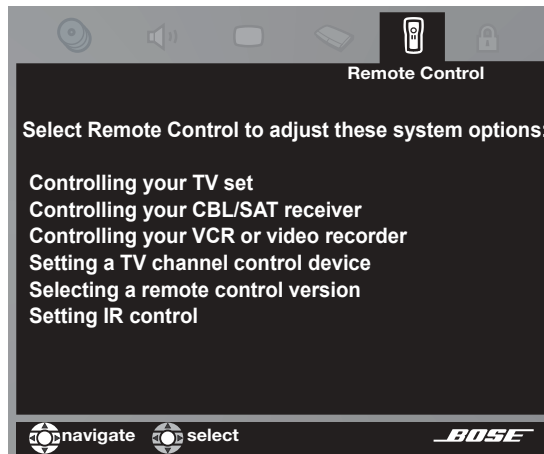 Remote Control
Select Remote Control to adjust these system options:
Controlling your TV set
Controlling your CBL/SAT receiver
Controlling your VCR or video recorder
Setting a TV channel control device
Selecting a remote control version
Setting IR control
navigate select BOSE